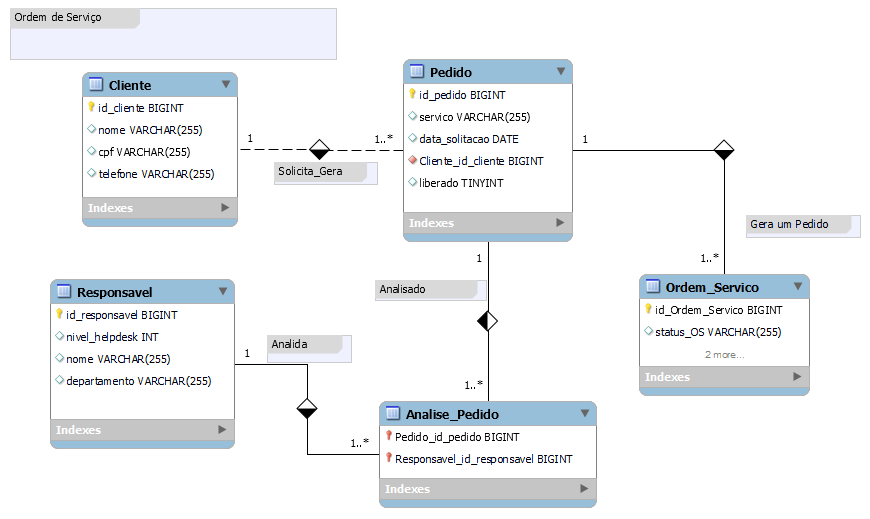 Ordem de Serviço
Cliente
id_cliente BIGINT
nome VARCHAR(255)
cpf VARCHAR(255)
telefone VARCHAR(255)
Indexes
1
1..*
Solicita_Gera
Pedido
id_pedido BIGINT
servico VARCHAR(255)
data_solitacao DATE
Cliente_id_cliente BIGINT
liberado TINYINT
Indexes
1
Gera um Pedido
1..*
Ordem_Servico
id_Ordem_Servico BIGINT
status_OS VARCHAR(255)
2 more...
Indexes
1
Analisado
1..*
Responsavel
id_responsavel BIGINT
nivel_helpdesk INT
nome VARCHAR(255)
departamento VARCHAR(255)
Indexes
1
Analida
1..*
Analise_Pedido
Pedido_id_pedido BIGINT
Responsavel_id_responsavel BIGINT
Indexes